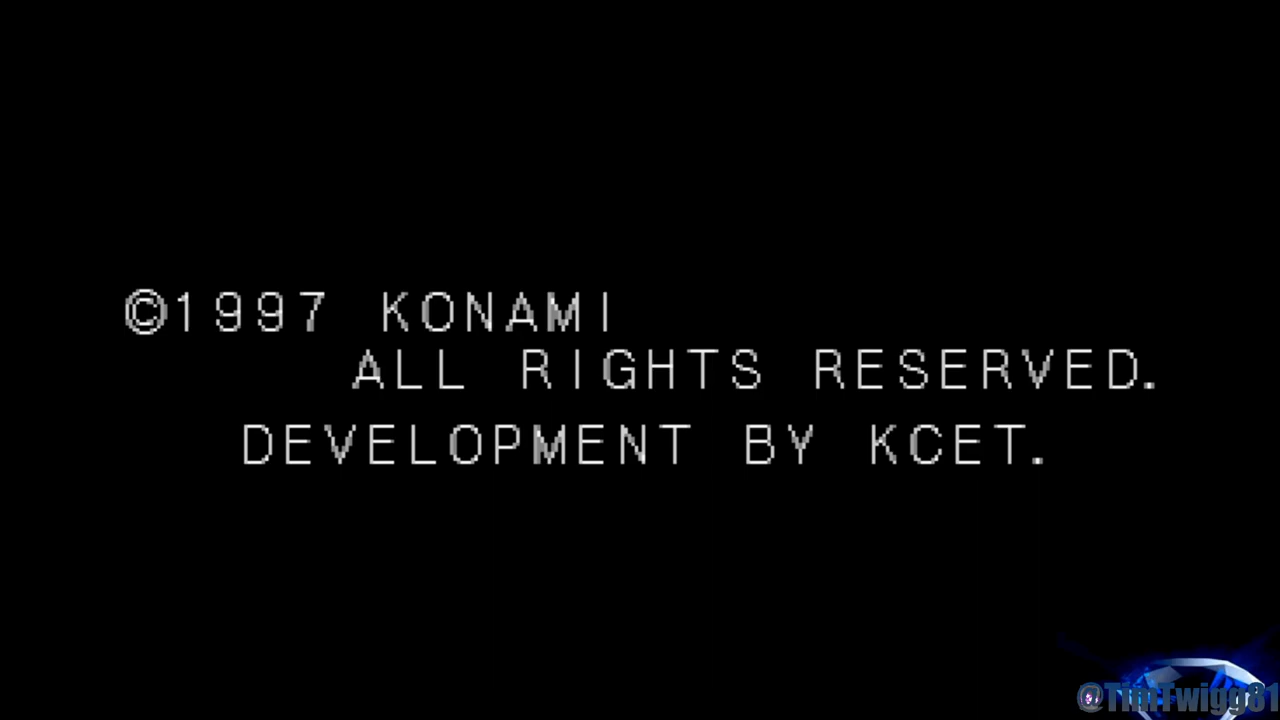 ©1997 KONAMI
ALL RIGHTS RESERVED.
DEVELOPMENT BY KCET.
@TimTwigg81